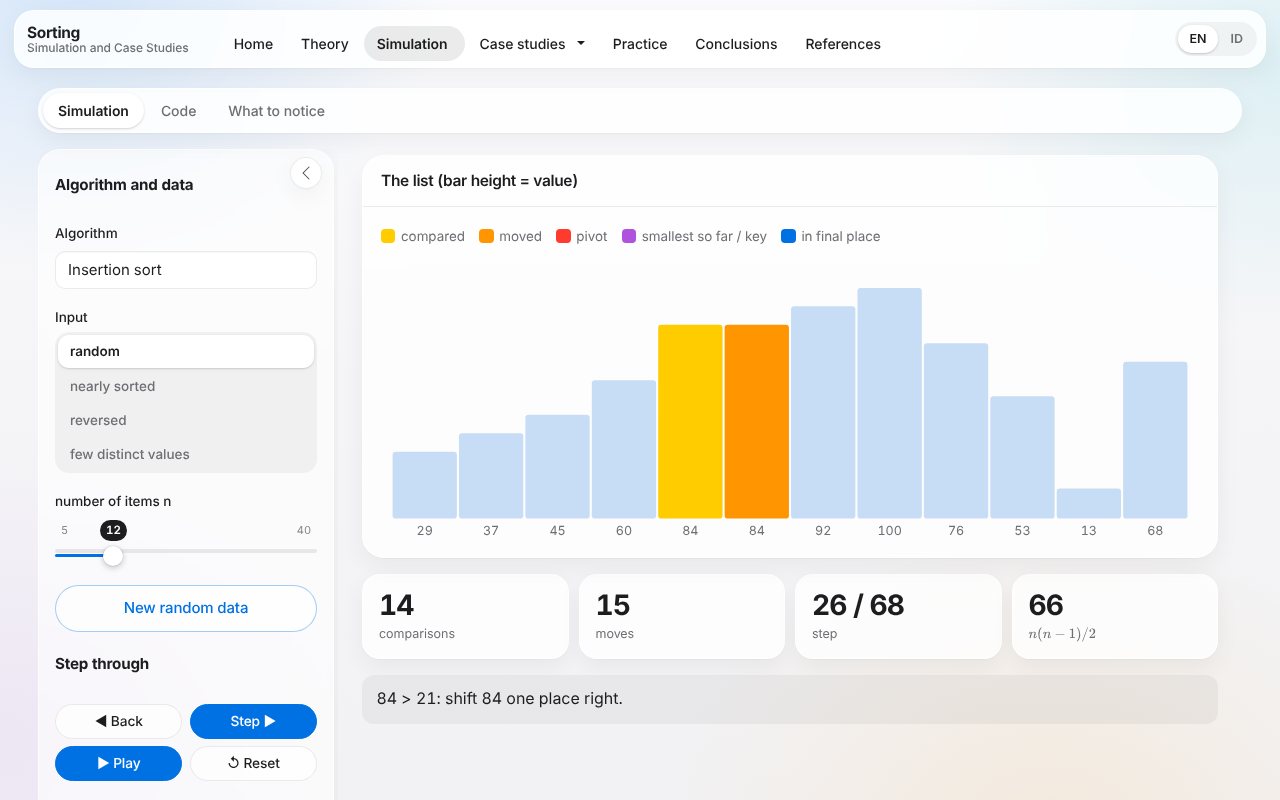 Sorting
Simulation and Case Studies
Home
Theory
Simulation
Case studies
Practice
Conclusions
References
EN
ID
Simulation
Code
What to notice
Algorithm and data
Algorithm
Insertion sort
Input
random
nearly sorted
reversed
few distinct values
number of items n
5
12
40
New random data
Step through
◀ Back
Step ▶
▶ Play
↺ Reset
The list (bar height = value)
compared
moved
pivot
smallest so far / key
in final place
29 37 45 60 84 84 92 100 76 53 13 68
14
comparisons
15
moves
26 / 68
step
66
n(n − 1)/2
84 > 21: shift 84 one place right.